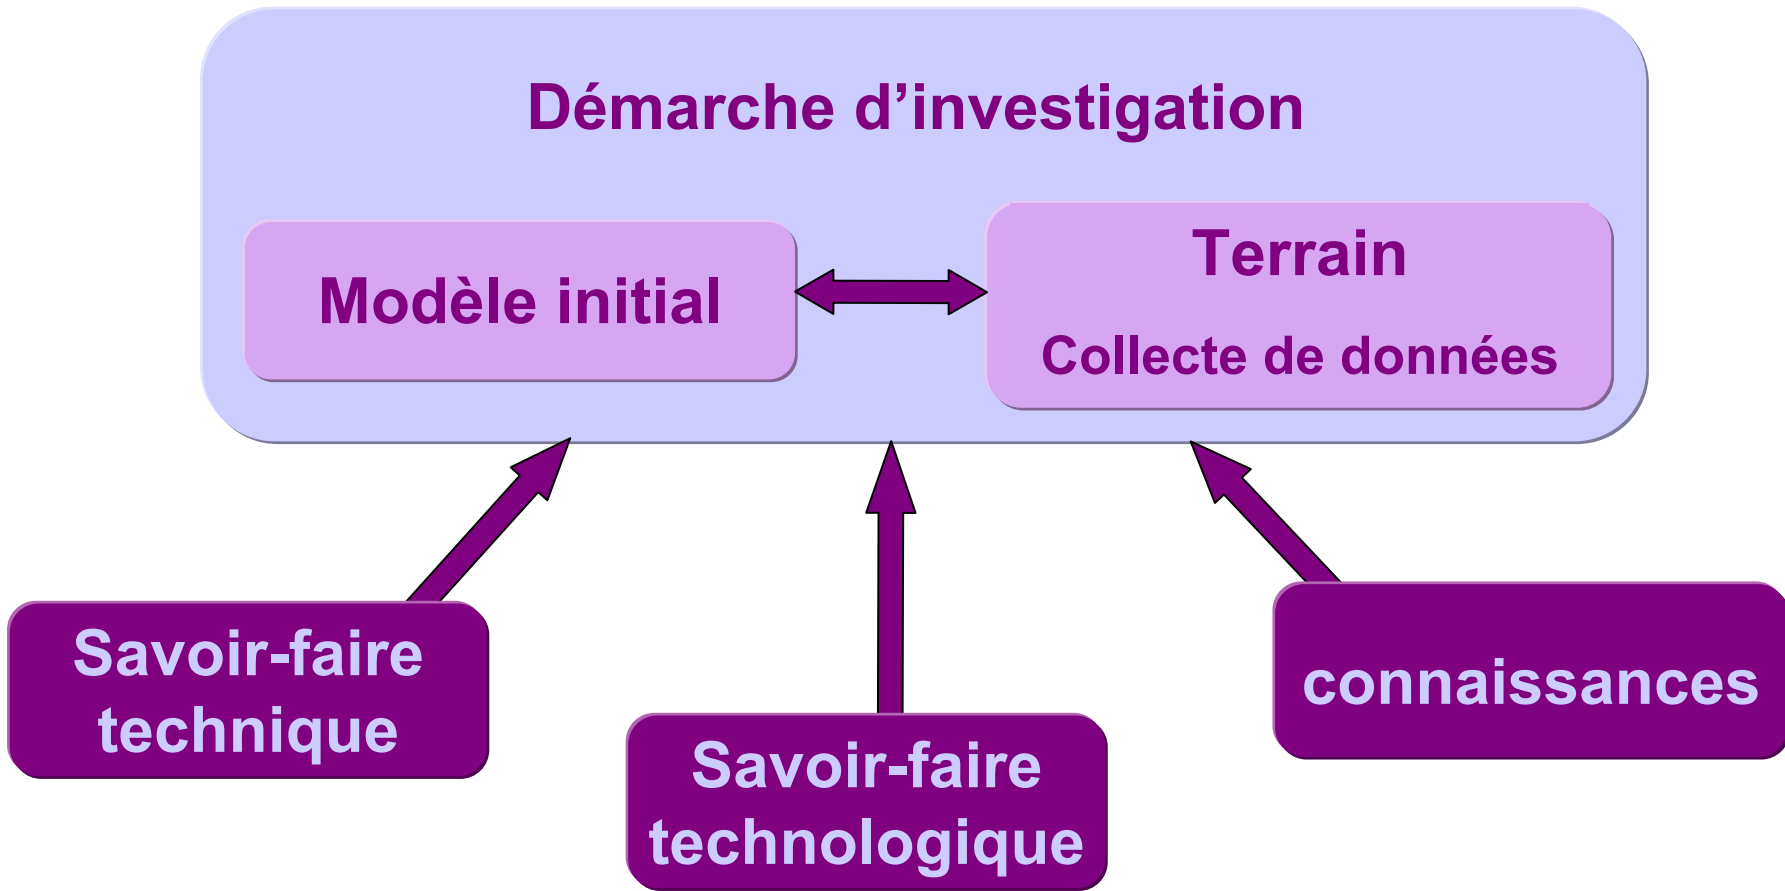 Démarche d’investigation
Modèle initial
Terrain
Collecte de données
Savoir-faire
technique
Savoir-faire
technologique
connaissances